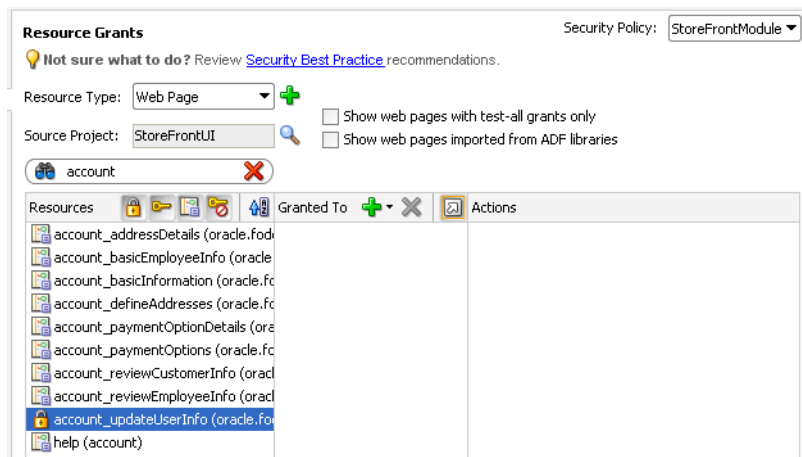 Resource Grants
Security Policy: StoreFrontModule
Not sure what to do? Review Security Best Practice recommendations.
Resource Type: Web Page
Show web pages with test-all grants only
Source Project: StoreFrontUI
Show web pages imported from ADF libraries
account
Resources Granted To Actions
account_addressDetails (oracle.fod
account_basicEmployeeInfo (oracle
account_basicInformation (oracle.fo
account_defineAddresses (oracle.fo
account_paymentOptionDetails (ora
account_paymentOptions (oracle.fo
account_reviewCustomerInfo (oracl
account_reviewEmployeeInfo (oracl
account_updateUserInfo (oracle.fo
help (account)